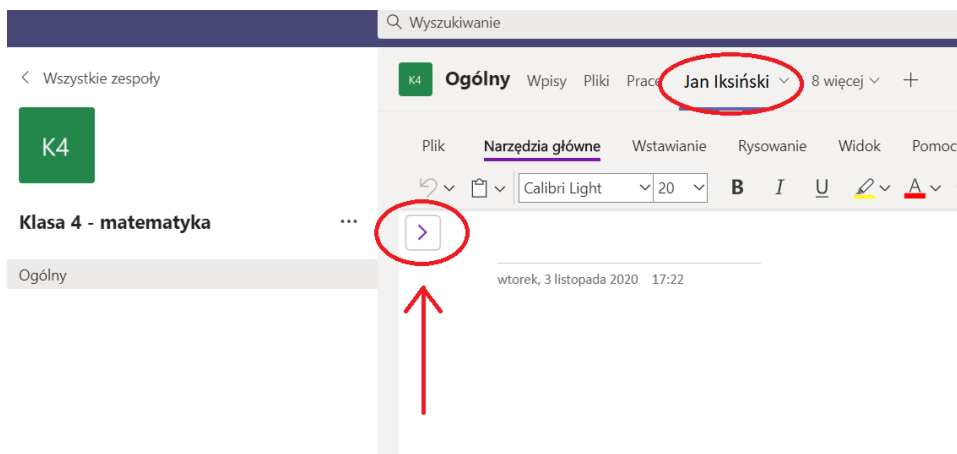 Wyszukiwanie
Wszystkie zespoły
K4
Klasa 4 - matematyka
...
Ogólny
K4 Ogólny Wpisy Pliki Prace Jan Iksiński 8 więcej +
Plik Narzędzia główne Wstawianie Rysowanie Widok Pomoc
Calibri Light 20 B I U A
wtorek, 3 listopada 2020 17:22